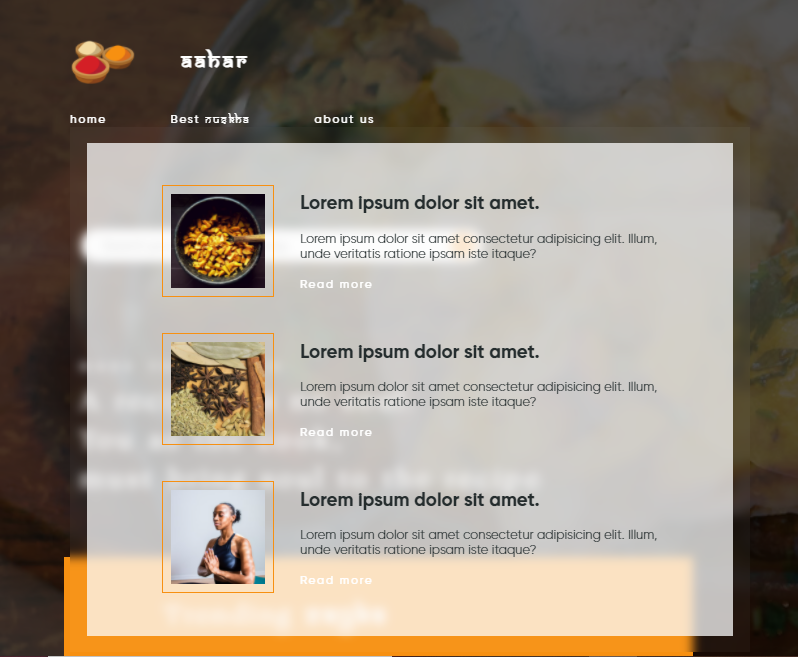 aahar
home
Best nuskha
about us
Lorem ipsum dolor sit amet.
Lorem ipsum dolor sit amet consectetur adipisicing elit. Illum,
unde veritatis ratione ipsam iste itaque?
Read more
Lorem ipsum dolor sit amet.
Lorem ipsum dolor sit amet consectetur adipisicing elit. Illum,
unde veritatis ratione ipsam iste itaque?
Read more
Lorem ipsum dolor sit amet.
Lorem ipsum dolor sit amet consectetur adipisicing elit. Illum,
unde veritatis ratione ipsam iste itaque?
Read more